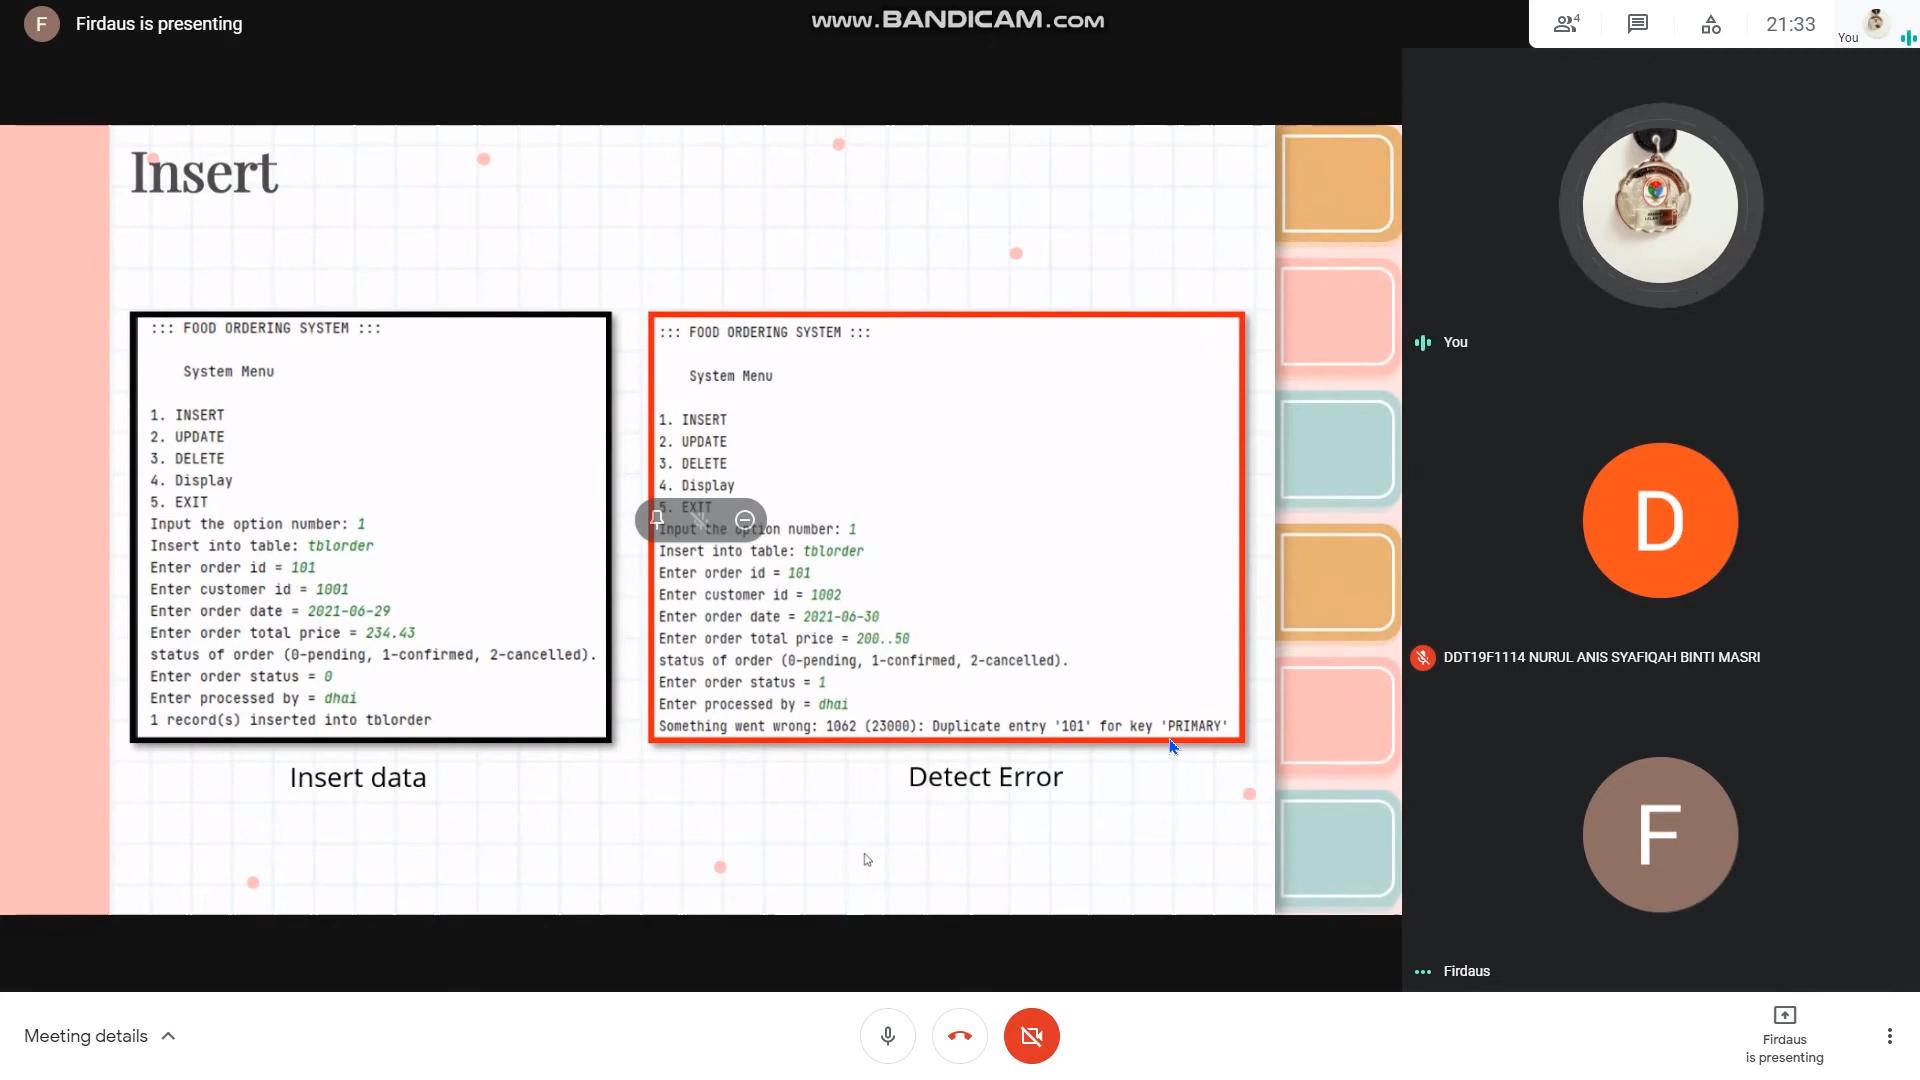 F
Firdaus is presenting
www.BANDICAM.com
4
21:33
You
Insert
::: FOOD ORDERING SYSTEM :::
System Menu
1. INSERT
2. UPDATE
3. DELETE
4. Display
5. EXIT
Input the option number: 1
Insert into table: tblorder
Enter order id = 101
Enter customer id = 1001
Enter order date = 2021-06-29
Enter order total price = 234.43
status of order (0-pending, 1-confirmed, 2-cancelled).
Enter order status = 0
Enter processed by = dhai
1 record(s) inserted into tblorder
Insert data
::: FOOD ORDERING SYSTEM :::
System Menu
1. INSERT
2. UPDATE
3. DELETE
4. Display
5. EXIT
Input the option number: 1
Insert into table: tblorder
Enter order id = 101
Enter customer id = 1002
Enter order date = 2021-06-30
Enter order total price = 200..50
status of order (0-pending, 1-confirmed, 2-cancelled).
Enter order status = 1
Enter processed by = dhai
Something went wrong: 1062 (23000): Duplicate entry '101' for key 'PRIMARY'
Detect Error
You
D
DDT19F1114 NURUL ANIS SYAFIQAH BINTI MASRI
F
Firdaus
Meeting details
Firdaus
is presenting